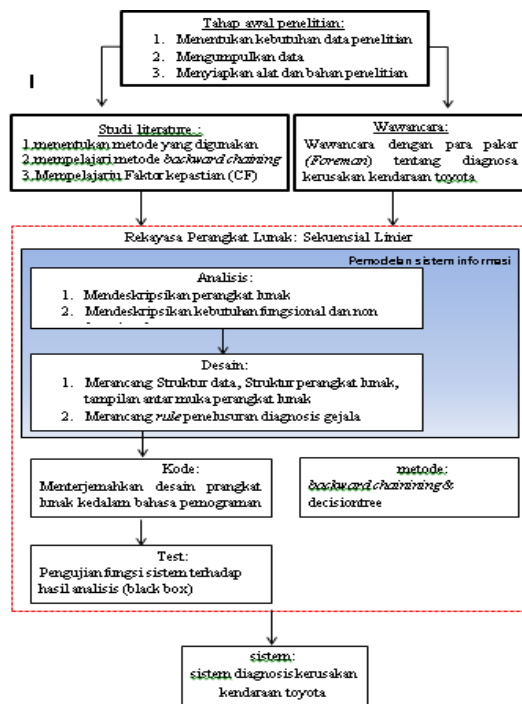 Tahap awal penelitian:
1. Menentukan kebutuhan data penelitian
2. Mengumpulkan data
3. Menyiapkan alat dan bahan penelitian
I
Studi literature :
1.menentukan metode yang digunakan
2.mempelajari metode backward chaining
3.Mempelajariu Faktor kepastian (CF)
Wawancara:
Wawancara dengan para pakar
(Foreman) tentang diagnosa
kerusakan kendaraan toyota
Rekayasa Perangkat Lunak: Sekuensial Linier
Pemodelan sistem informasi
Analisis:
1. Mendeskripsikan perangkat lunak
2. Mendeskripsikan kebutuhan fungsional dan non
Desain:
1. Merancang Struktur data, Struktur perangkat lunak,
tampilan antar muka perangkat lunak
2. Merancang rule penelusuran diagnosis gejala
Kode:
Menterjemahkan desain prangkat
lunak kedalam bahasa pemograman
metode:
backward chainining &
decisiontree
Test:
Pengujian fungsi sistem terhadap
hasil analisis (black box)
sistem:
sistem diagnosis kerusakan
kendaraan toyota